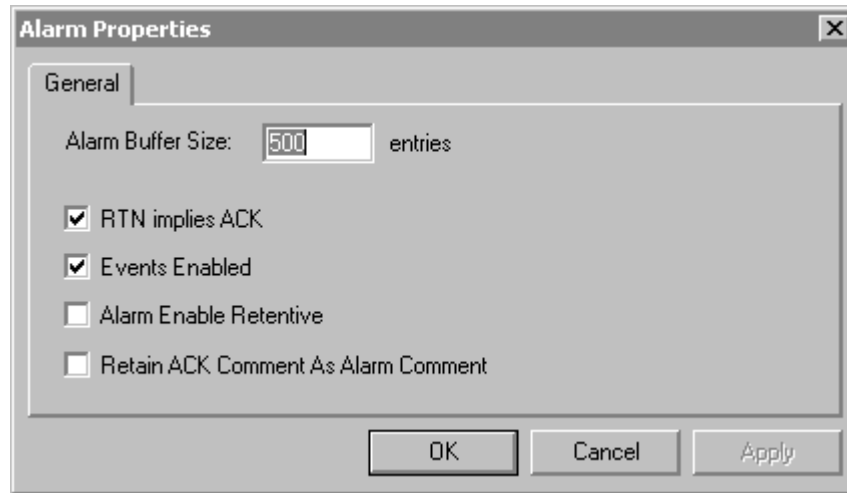 Alarm Properties
General
Alarm Buffer Size: 500 entries
RTN implies ACK
Events Enabled
Alarm Enable Retentive
Retain ACK Comment As Alarm Comment
OK Cancel Apply